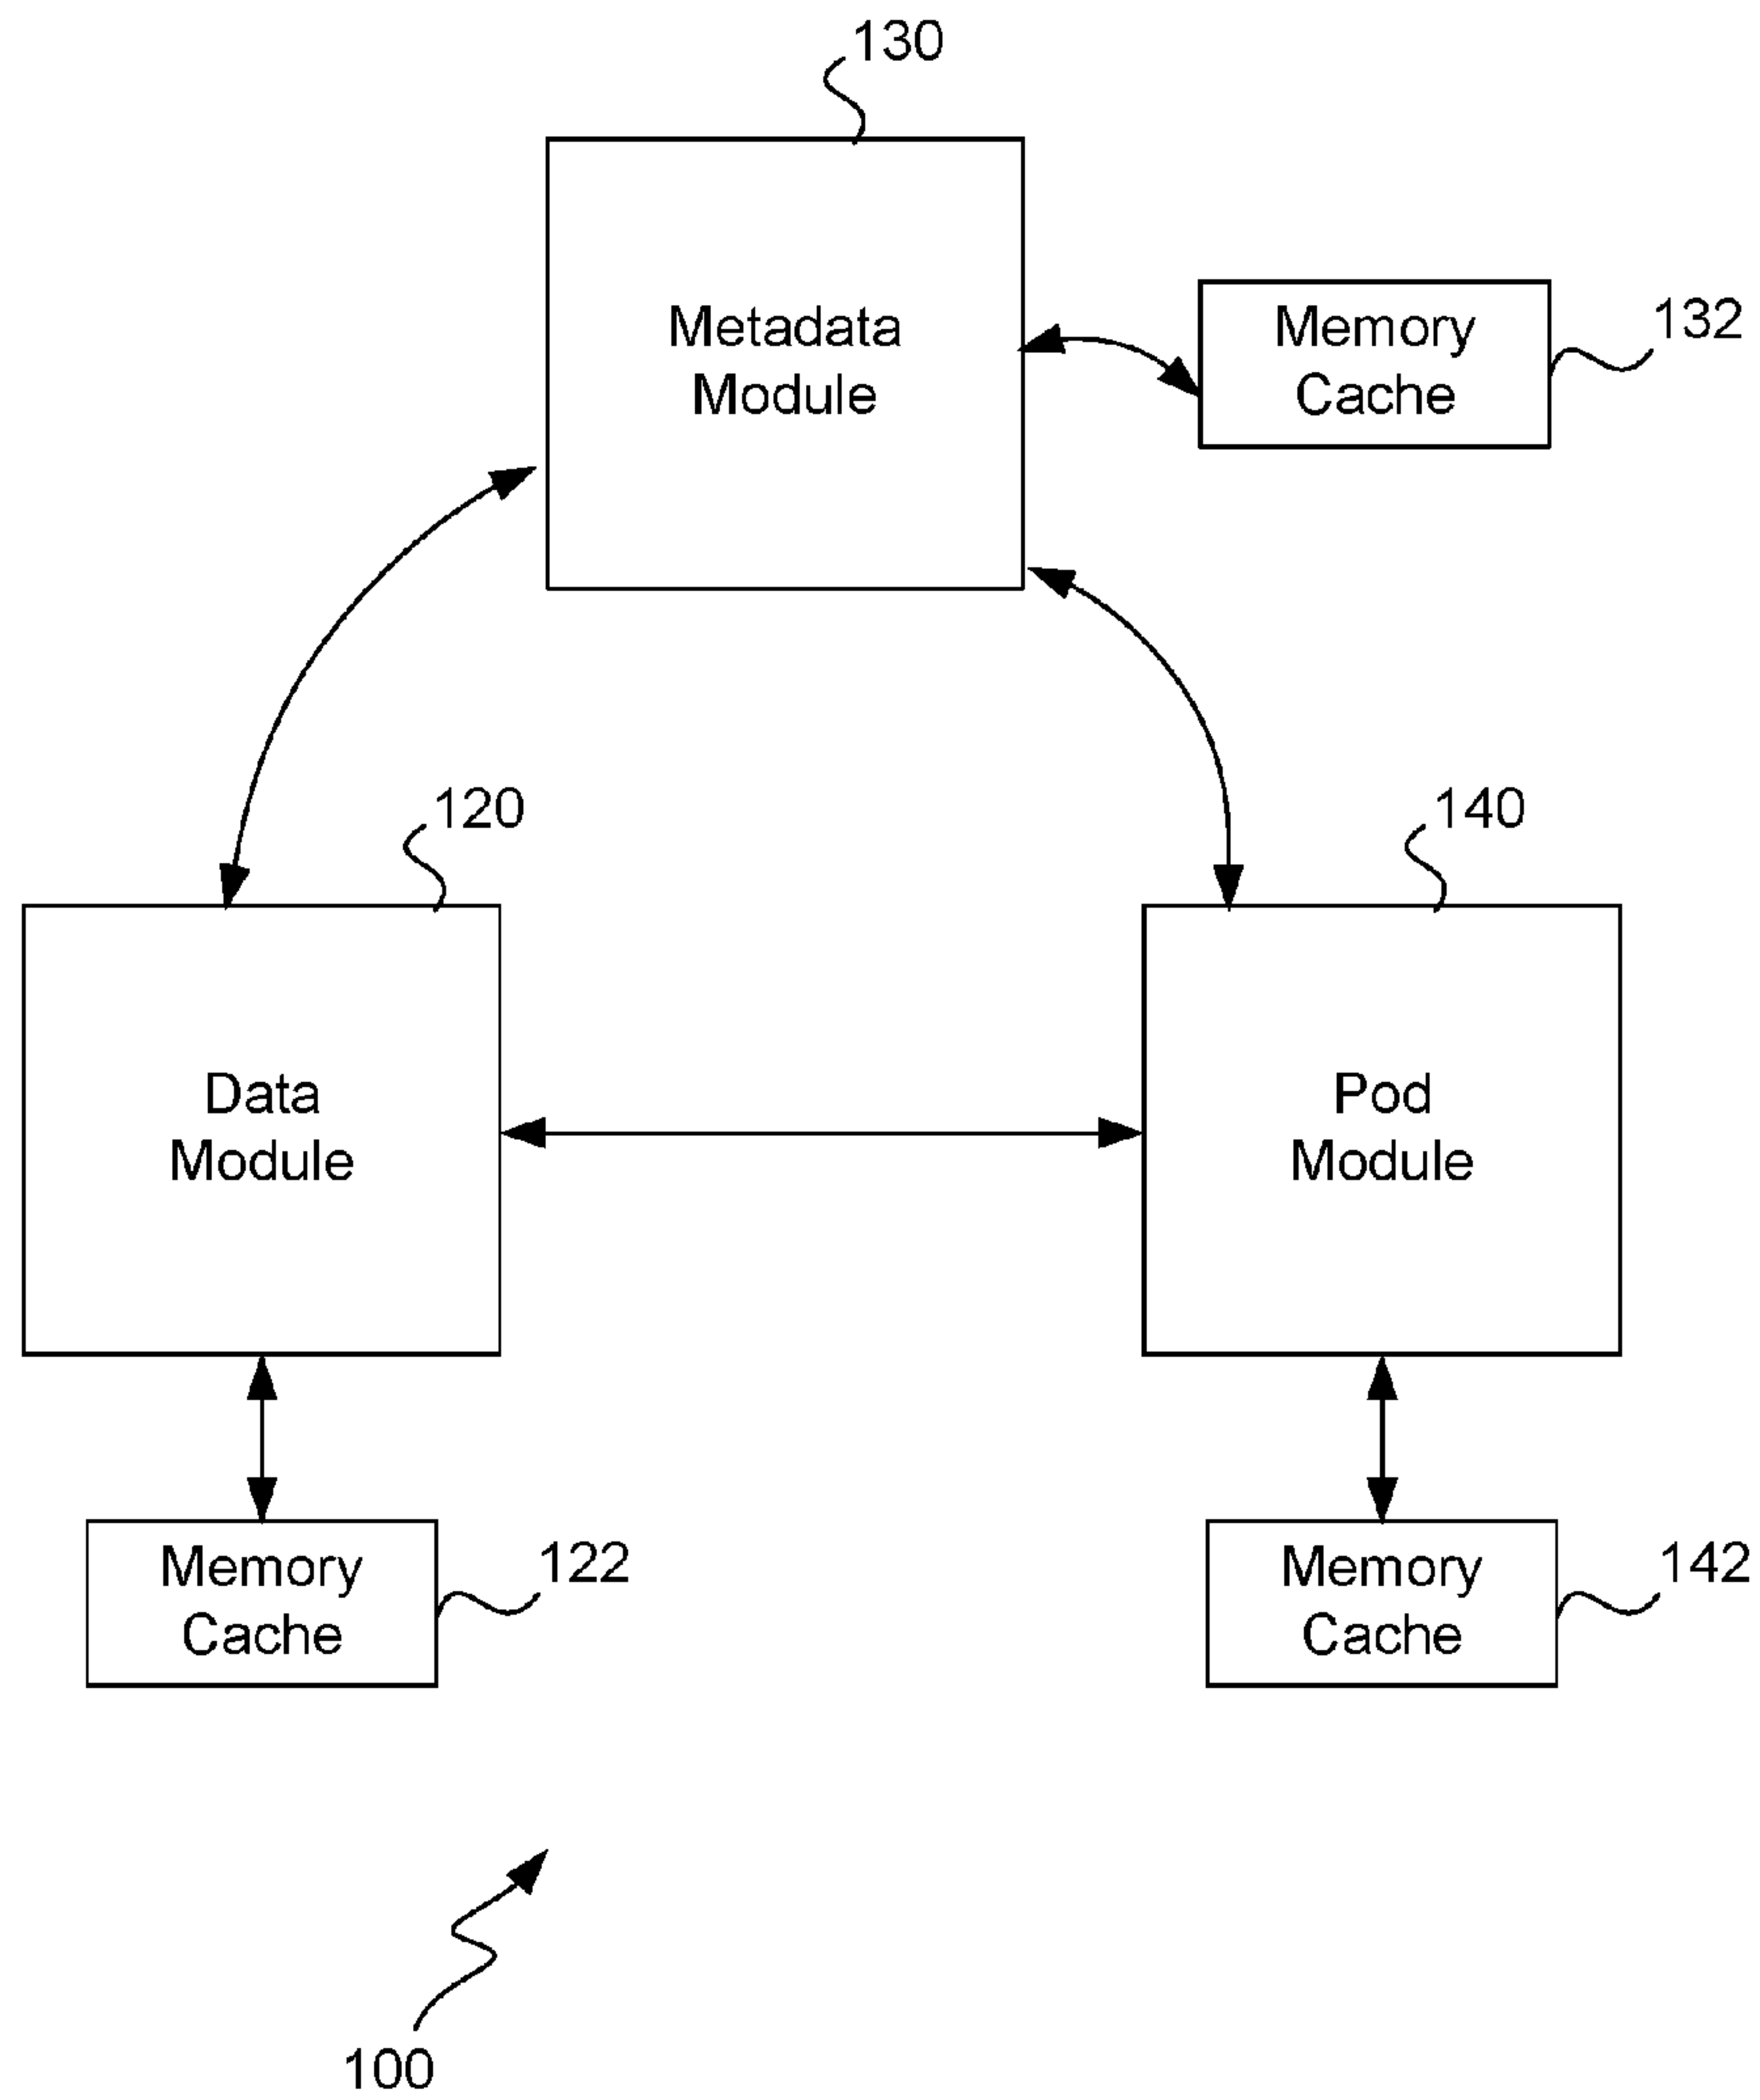 130
Metadata
Module
Memory
Cache
132
120
140
Data
Module
Pod
Module
Memory
Cache
122
Memory
Cache
142
100